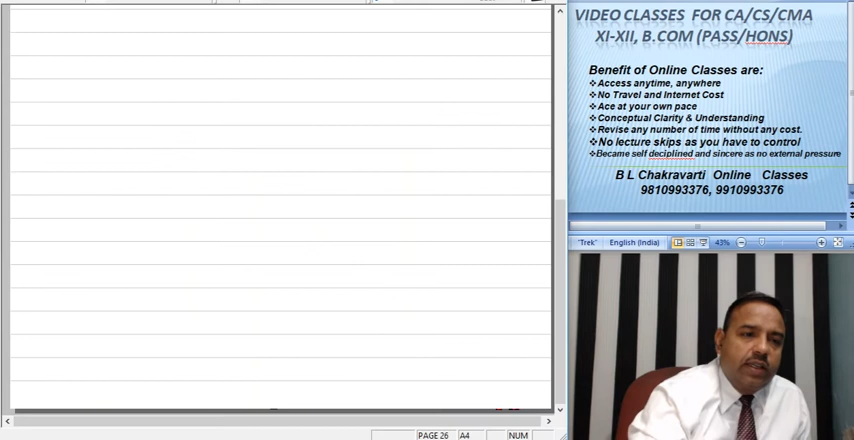 VIDEO CLASSES FOR CA/CS/CMA
XI-XII, B.COM (PASS/HONS)
Benefit of Online Classes are:
❖Access anytime, anywhere
❖No Travel and Internet Cost
❖Ace at your own pace
❖Conceptual Clarity & Understanding
❖Revise any number of time without any cost.
❖No lecture skips as you have to control
❖Became self deciplined and sincere as no external pressure
B L Chakravarti Online Classes
9810993376, 9910993376
"Trek" English (India) 43%
PAGE 26 A4 NUM